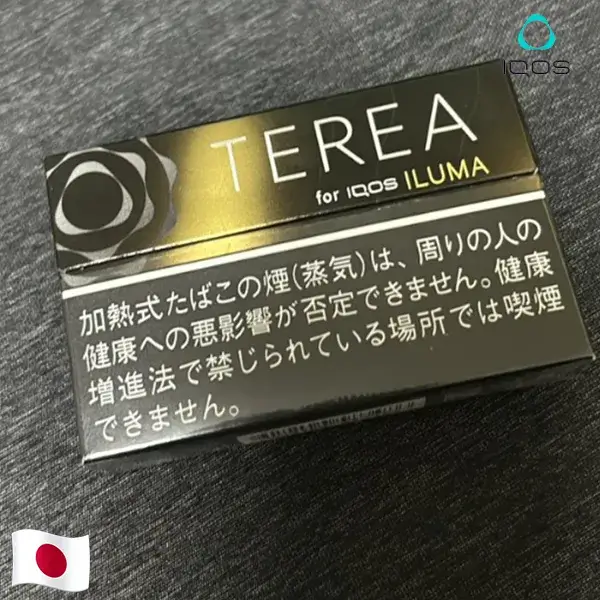 IQOS
TEREA
for IQOS ILUMA
加熱式たばこの煙(蒸気)は、周りの人の
健康への悪影響が否定できません。健康
増進法で禁じられている場所では喫煙
できません。